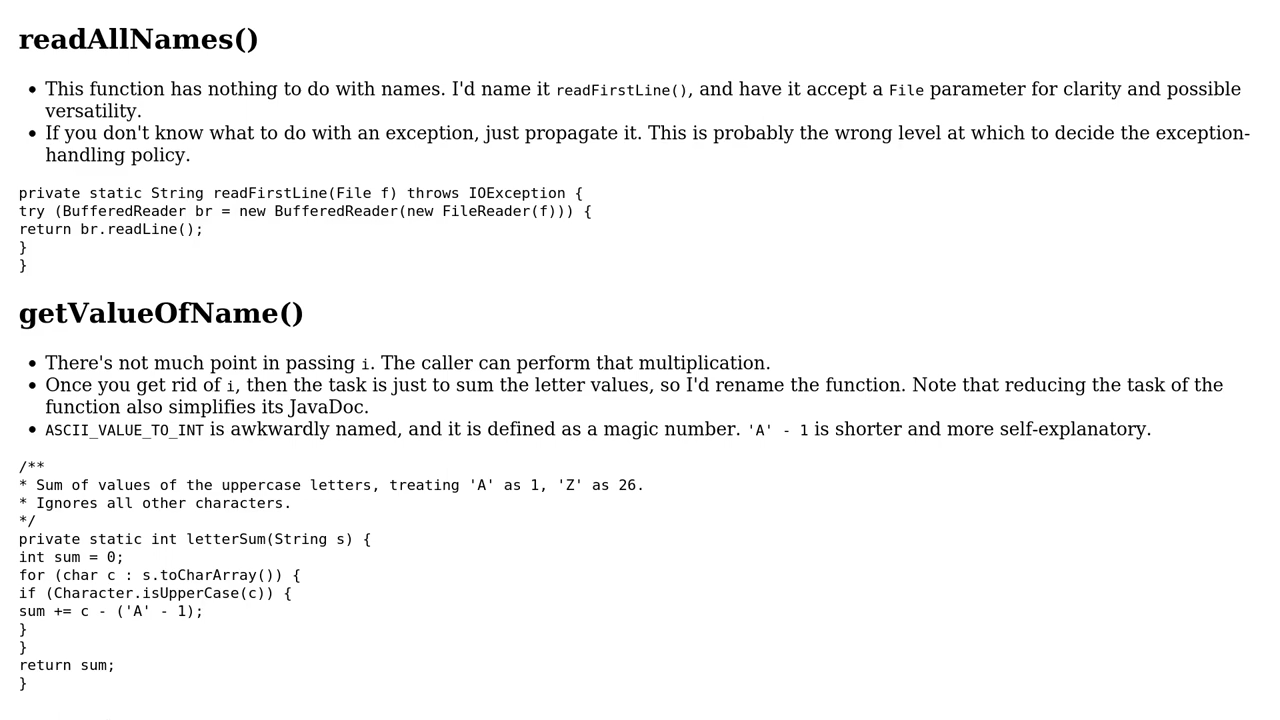 readAllNames()
• This function has nothing to do with names. I'd name it readFirstLine(), and have it accept a File parameter for clarity and possible
versatility.
• If you don't know what to do with an exception, just propagate it. This is probably the wrong level at which to decide the exception-
handling policy.
private static String readFirstLine(File f) throws IOException {
try (BufferedReader br = new BufferedReader(new FileReader(f))) {
return br.readLine();
}
}
getValueOfName()
• There's not much point in passing i. The caller can perform that multiplication.
• Once you get rid of i, then the task is just to sum the letter values, so I'd rename the function. Note that reducing the task of the
function also simplifies its JavaDoc.
• ASCII_VALUE_TO_INT is awkwardly named, and it is defined as a magic number. 'A' - 1 is shorter and more self-explanatory.
/**
* Sum of values of the uppercase letters, treating 'A' as 1, 'Z' as 26.
* Ignores all other characters.
*/
private static int letterSum(String s) {
int sum = 0;
for (char c : s.toCharArray()) {
if (Character.isUpperCase(c)) {
sum += c - ('A' - 1);
}
}
return sum;
}